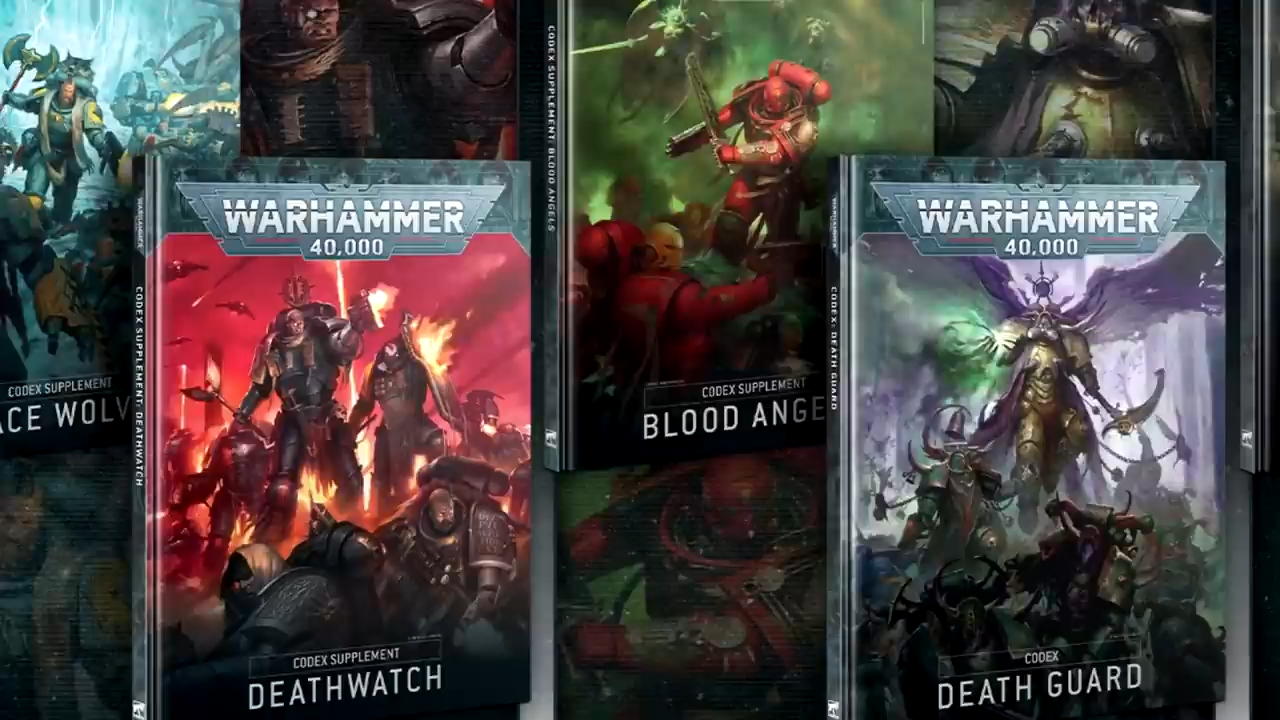 CODEX SUPPLEMENT
ACE WOLV
CODEX SUPPLEMENT: DEATHWATCH
WARHAMMER
40,000
CODEX SUPPLEMENT
DEATHWATCH
CODEX SUPPLEMENT: BLOOD ANGELS
CODEX SUPPLEMENT
BLOOD ANGE
WARHAMMER
CODEX: DEATH GUARD
WARHAMMER
40,000
CODEX
DEATH GUARD